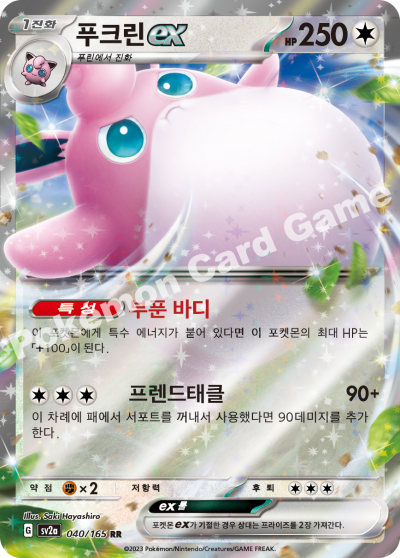 1진화
푸크린 ex
HP 250
푸린에서 진화
Pokémon Card Game
특성 두툼 바디
이 포켓몬에게 특수 에너지가 붙어 있다면 이 포켓몬의 최대 HP는
「+100」이 된다.
프렌드태클 90+
이 차례에 패에서 서포트를 꺼내서 사용했다면 90데미지를 추가
한다.
약점 ×2 저항력 후퇴
Illus. Saki Hayashiro
ex룰
포켓몬 ex가 기절한 경우 상대는 프라이즈를 2장 가져간다.
G sv2a 040/165 RR
©2023 Pokémon/Nintendo/Creatures/GAME FREAK.